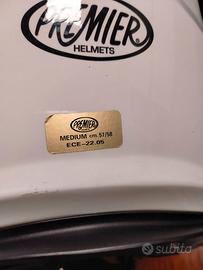 PREMIER
HELMETS
PREMIER
MEDIUM cm 57/58
ECE-22.05
subito